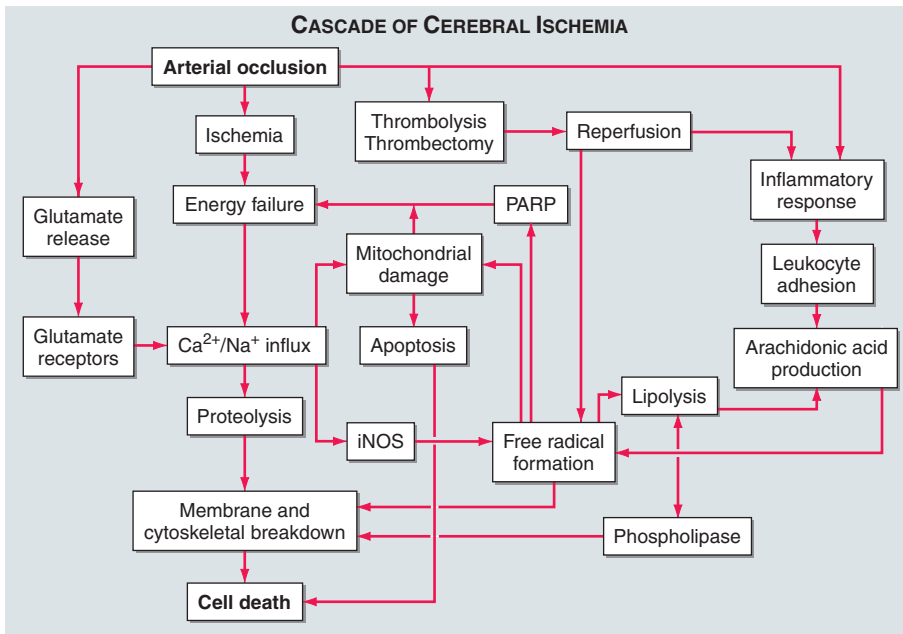 CASCADE OF CEREBRAL ISCHEMIA
Arterial occlusion
Ischemia
Thrombolysis
Thrombectomy
Reperfusion
Energy failure
PARP
Inflammatory
response
Glutamate
release
Mitochondrial
damage
Leukocyte
adhesion
Glutamate
receptors
Ca²⁺/Na⁺ influx
Apoptosis
Arachidonic acid
production
Proteolysis
Lipolysis
iNOS
Free radical
formation
Membrane and
cytoskeletal breakdown
Phospholipase
Cell death